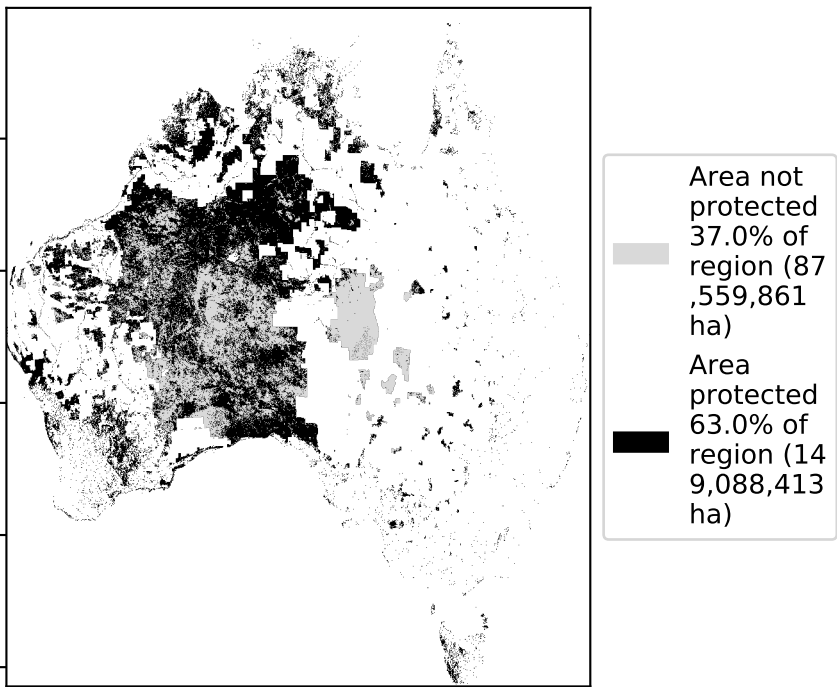 Area not
protected
37.0% of
region (87
,559,861
ha)
Area
protected
63.0% of
region (14
9,088,413
ha)